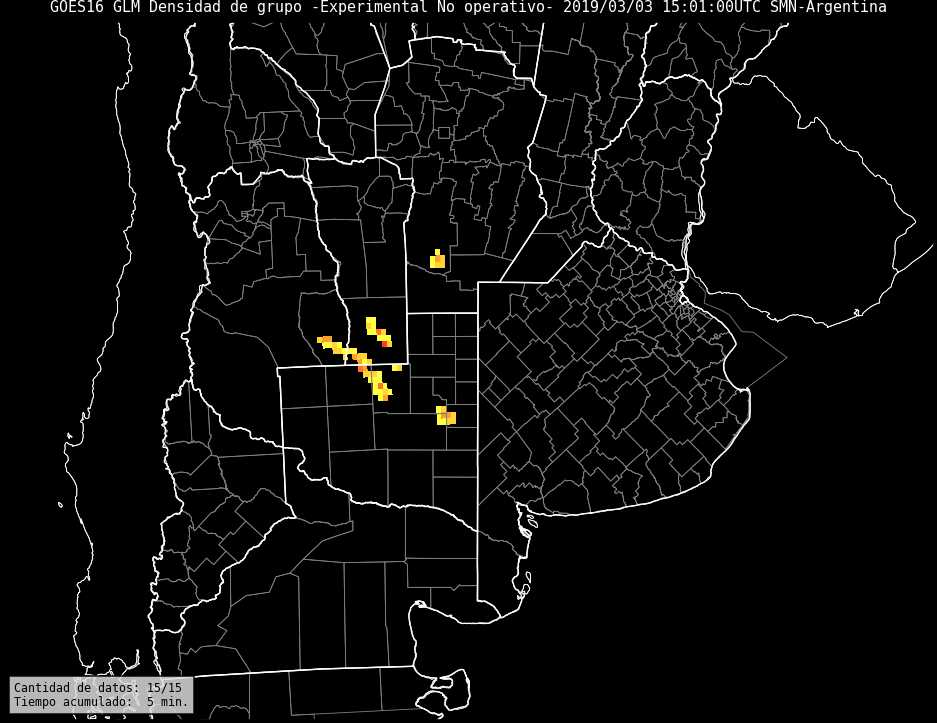 GOES16 GLM Densidad de grupo -Experimental No operativo- 2019/03/03 15:01:00UTC SMN-Argentina
Cantidad de datos: 15/15
Tiempo acumulado:  5 min.